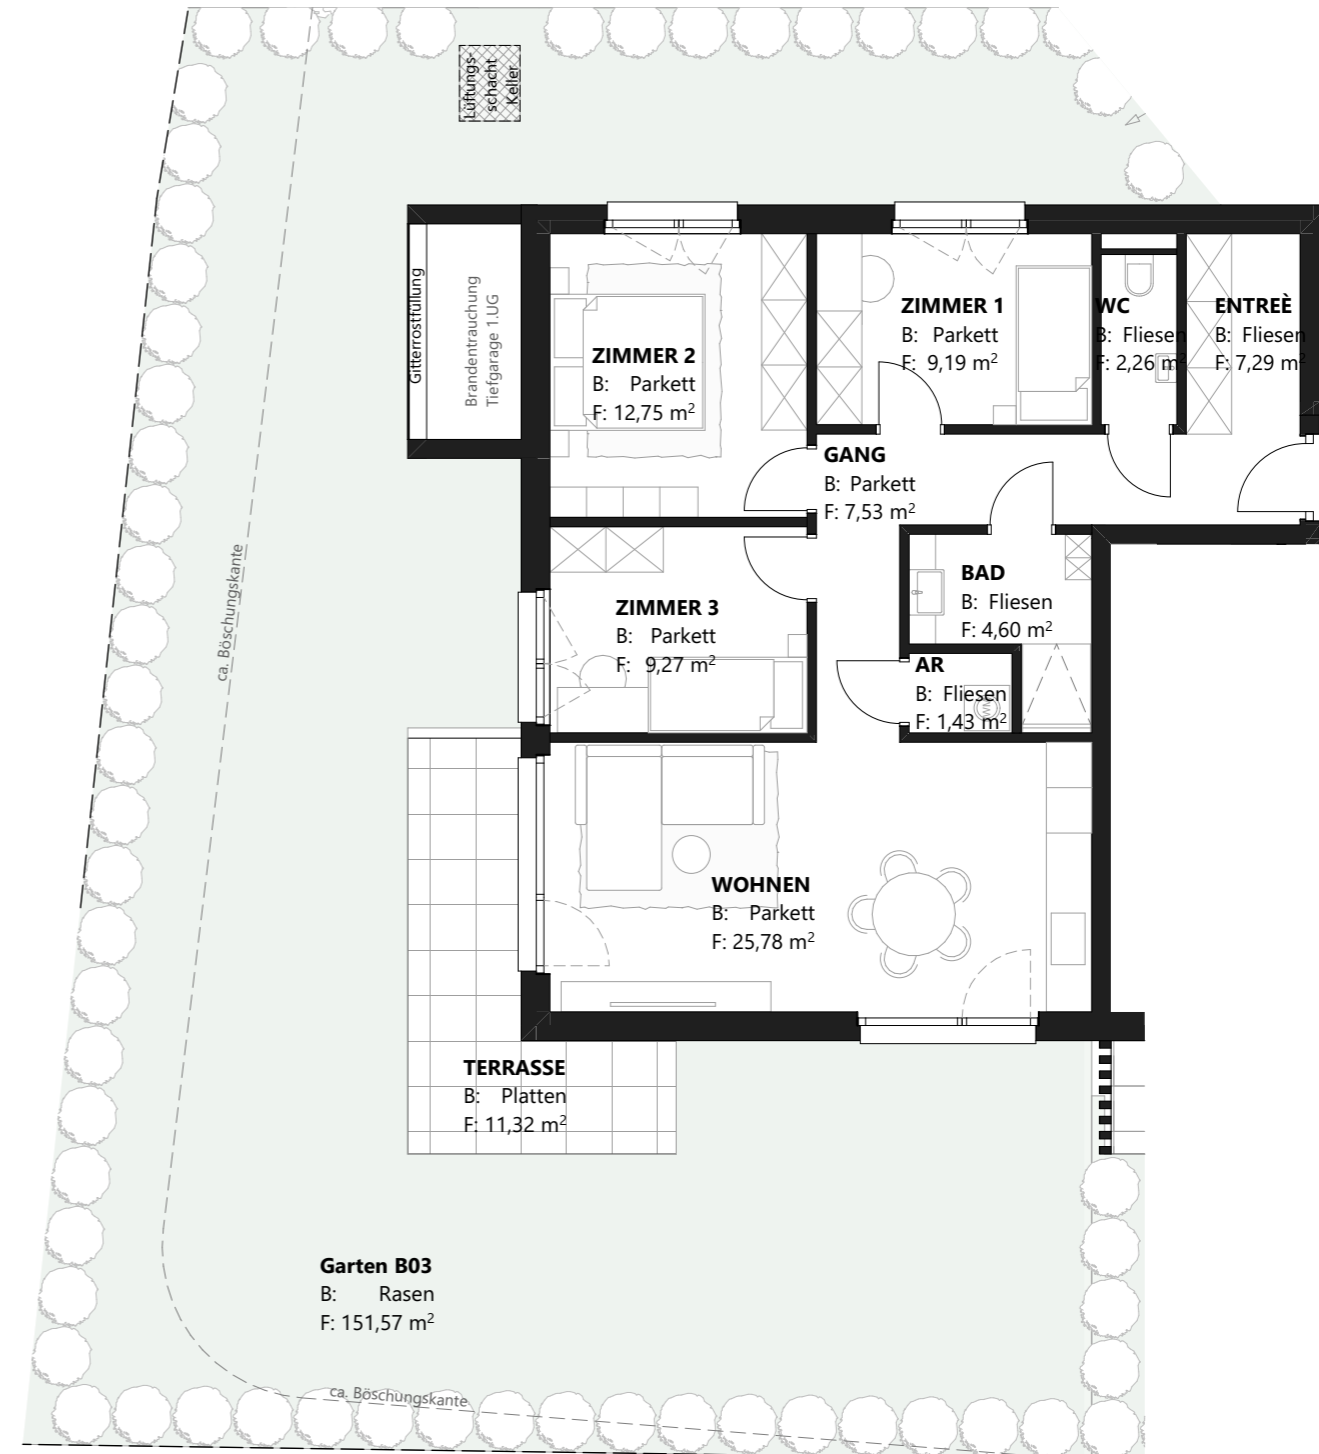 Lüftungs-
schacht
Keller
Gitterrostfüllung
Brandentrauchung
Tiefgarage 1.UG
ZIMMER 2
B: Parkett
F: 12,75 m²
ZIMMER 1
B: Parkett
F: 9,19 m²
WC
B: Fliesen
F: 2,26 m²
ENTREÈ
B: Fliesen
F: 7,29 m²
GANG
B: Parkett
F: 7,53 m²
ca. Böschungskante
ZIMMER 3
B: Parkett
F: 9,27 m²
BAD
B: Fliesen
F: 4,60 m²
AR
B: Fliesen
F: 1,43 m²
WM
WOHNEN
B: Parkett
F: 25,78 m²
TERRASSE
B: Platten
F: 11,32 m²
Garten B03
B: Rasen
F: 151,57 m²
ca. Böschungskante